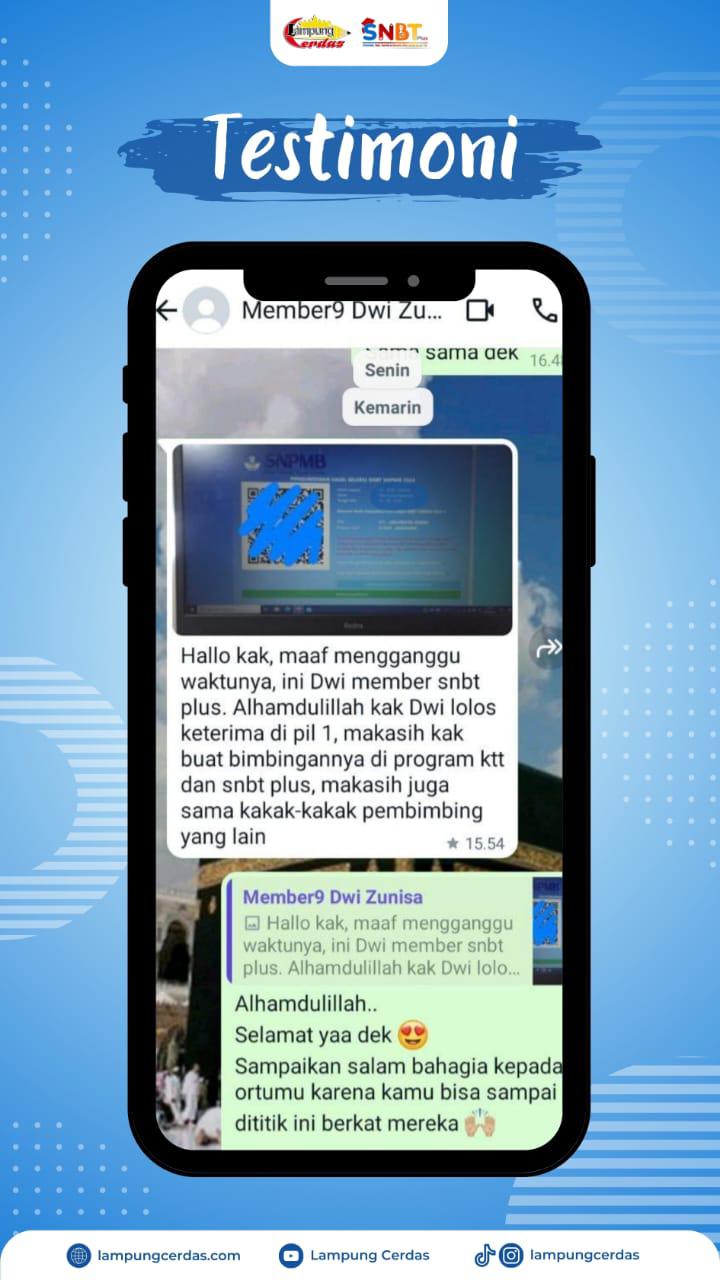 Lampung
Cerdas
SNBT Plus
Testimoni
Member9 Dwi Zu...
Sama sama dek 16.48
Senin
Kemarin
SNPMB
Hallo kak, maaf mengganggu
waktunya, ini Dwi member snbt
plus. Alhamdulillah kak Dwi lolos
keterima di pil 1, makasih kak
buat bimbingannya di program ktt
dan snbt plus, makasih juga
sama kakak-kakak pembimbing
yang lain
15.54
Member9 Dwi Zunisa
Hallo kak, maaf mengganggu
waktunya, ini Dwi member snbt
plus. Alhamdulillah kak Dwi lolo...
Alhamdulillah..
Selamat yaa dek 😍
Sampaikan salam bahagia kepada
ortumu karena kamu bisa sampai
dititik ini berkat mereka 🙌🏼
lampungcerdas.com
Lampung Cerdas
lampungcerdas